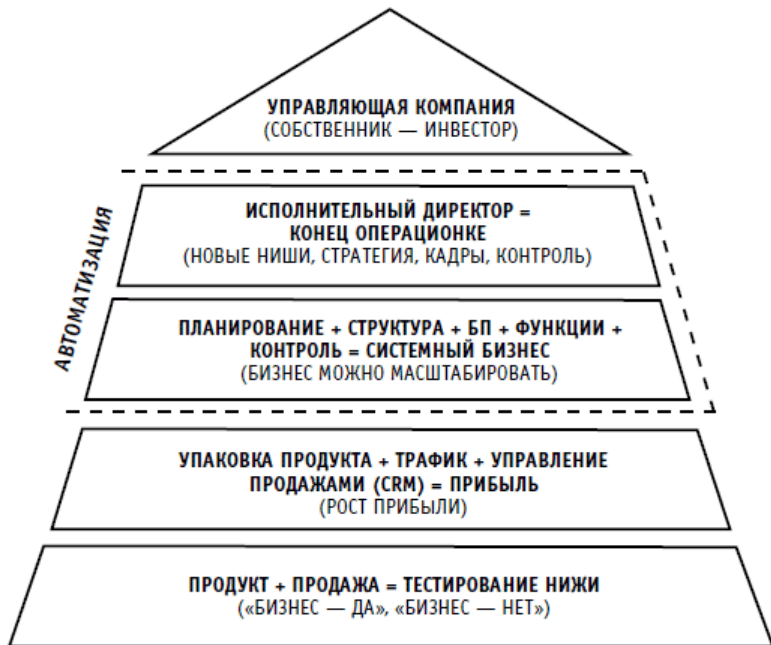 УПРАВЛЯЮЩАЯ КОМПАНИЯ
(СОБСТВЕННИК — ИНВЕСТОР)
АВТОМАТИЗАЦИЯ
ИСПОЛНИТЕЛЬНЫЙ ДИРЕКТОР =
КОНЕЦ ОПЕРАЦИОНКЕ
(НОВЫЕ НИШИ, СТРАТЕГИЯ, КАДРЫ, КОНТРОЛЬ)
ПЛАНИРОВАНИЕ + СТРУКТУРА + БП + ФУНКЦИИ +
КОНТРОЛЬ = СИСТЕМНЫЙ БИЗНЕС
(БИЗНЕС МОЖНО МАСШТАБИРОВАТЬ)
УПАКОВКА ПРОДУКТА + ТРАФИК + УПРАВЛЕНИЕ
ПРОДАЖАМИ (CRM) = ПРИБЫЛЬ
(РОСТ ПРИБЫЛИ)
ПРОДУКТ + ПРОДАЖА = ТЕСТИРОВАНИЕ НИЖИ
(«БИЗНЕС — ДА», «БИЗНЕС — НЕТ»)